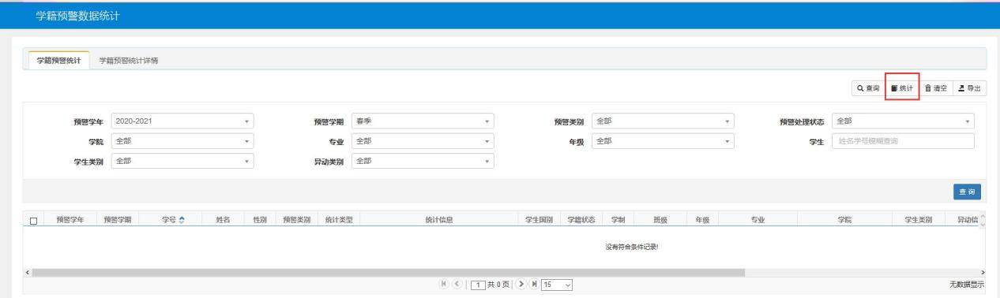 学籍预警数据统计
学籍预警统计 学籍预警统计详情
查询 统计 清空 导出
预警学年 2020-2021 预警学期 春季 预警类别 全部 预警处理状态 全部
学院 全部 专业 全部 年级 全部 学生 姓名学号模糊查询
学生类别 全部 异动类别 全部
查 询
预警学年 预警学期 学号 姓名 性别 预警类别 统计类型 统计信息 学生国别 学籍状态 学制 班级 年级 专业 学院 学生类别 异动信
没有符合条件记录!
1 共 0 页 15 无数据显示